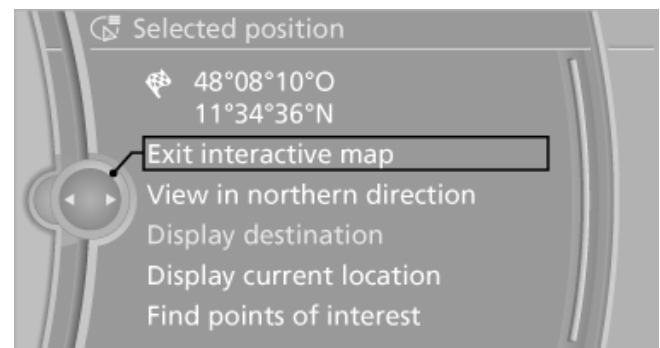 Selected position
48°08°10°O
11°34°36°N
Exit interactive map
View in northern direction
Display destination
Display current location
Find points of interest